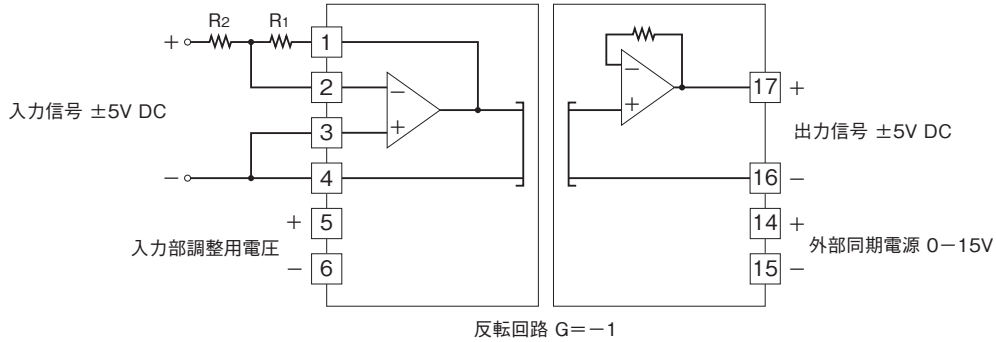 R2 R1
+ 1
2 − − 17 +
入力信号 ±5V DC
3 + + 出力信号 ±5V DC
− 4 16 −
+ 5 14 +
入力部調整用電圧 外部同期電源 0−15V
− 6 15 −
反転回路 G=−1